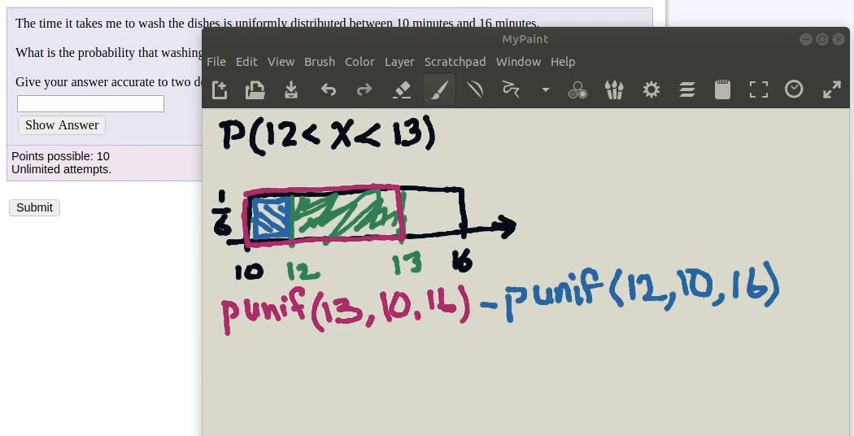 The time it takes me to wash the dishes is uniformly distributed between 10 minutes and 16 minutes.
What is the probability that washing
Give your answer accurate to two de
Show Answer
Points possible: 10
Unlimited attempts.
Submit
MyPaint
File Edit View Brush Color Layer Scratchpad Window Help
P(12 < X < 13)
1/6
10 12 13 16
punif(13,10,16) - punif(12,10,16)